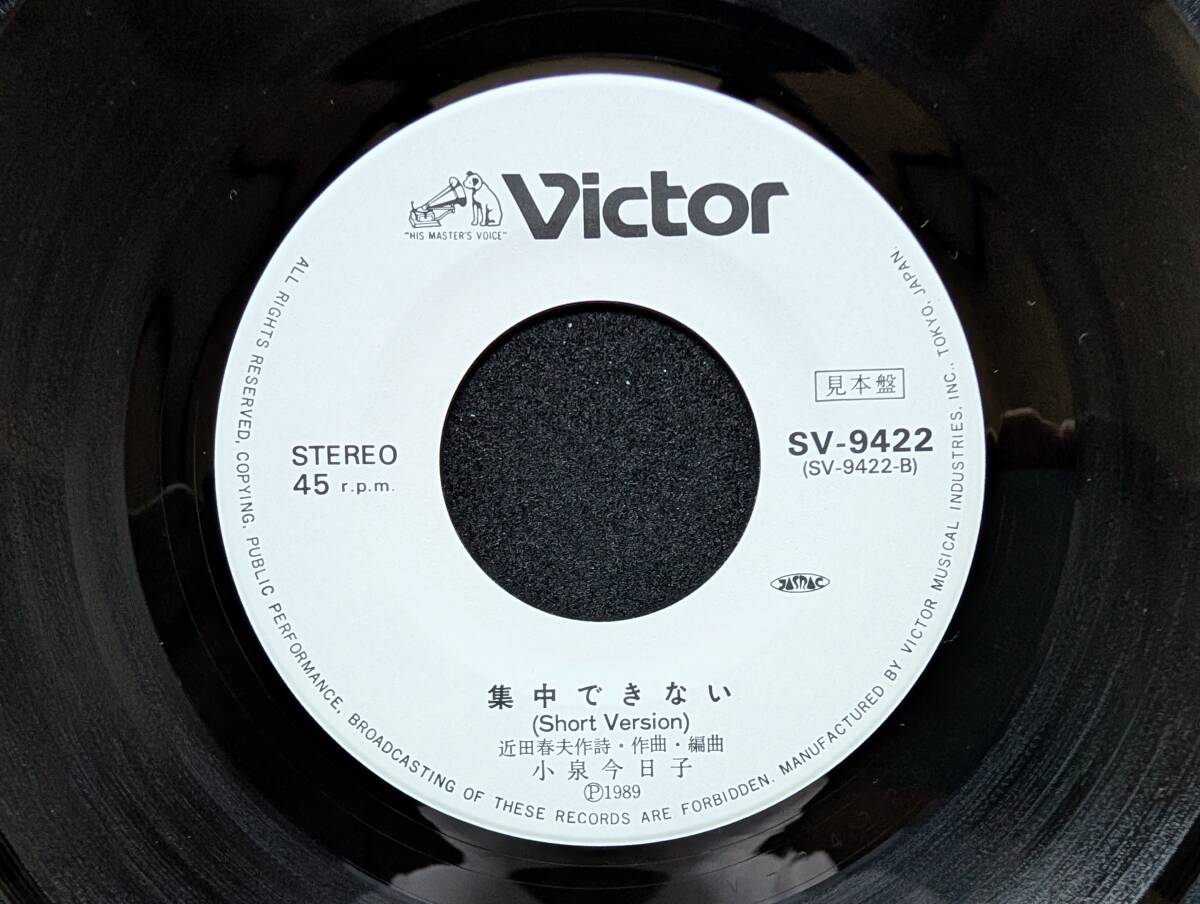 "HIS MASTER'S VOICE"
Victor
見本盤
STEREO
45 r.p.m.
SV-9422
(SV-9422-B)
JASRAC
集中できない
(Short Version)
近田春夫作詩・作曲・編曲
小泉今日子
Ⓟ1989
ALL RIGHTS RESERVED, COPYING, PUBLIC PERFORMANCE, BROADCASTING OF THESE RECORDS ARE FORBIDDEN. MANUFACTURED BY VICTOR MUSICAL INDUSTRIES, INC., TOKYO, JAPAN.